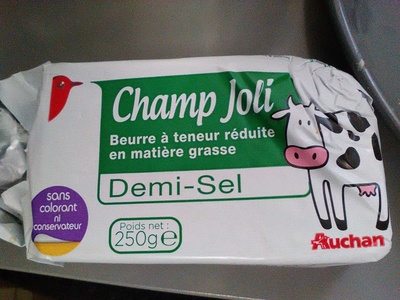 Champ Joli
Beurre à teneur réduite
en matière grasse
Demi-Sel
sans
colorant
ni
conservateur
Poids net :
250g e
Auchan